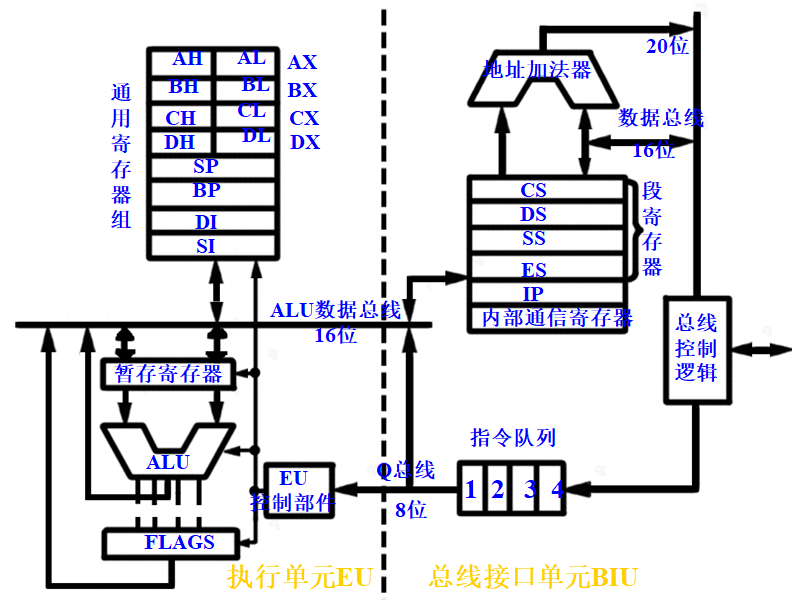 通用寄存器组
AH AL AX
BH BL BX
CH CL CX
DH DL DX
SP
BP
DI
SI
ALU数据总线
16位
暂存寄存器
ALU
FLAGS
EU
控制部件
执行单元EU
20位
地址加法器
数据总线
16位
CS
DS
SS
ES
IP
内部通信寄存器
段寄存器
总线
控制
逻辑
指令队列
1 2 3 4
Q总线
8位
总线接口单元BIU